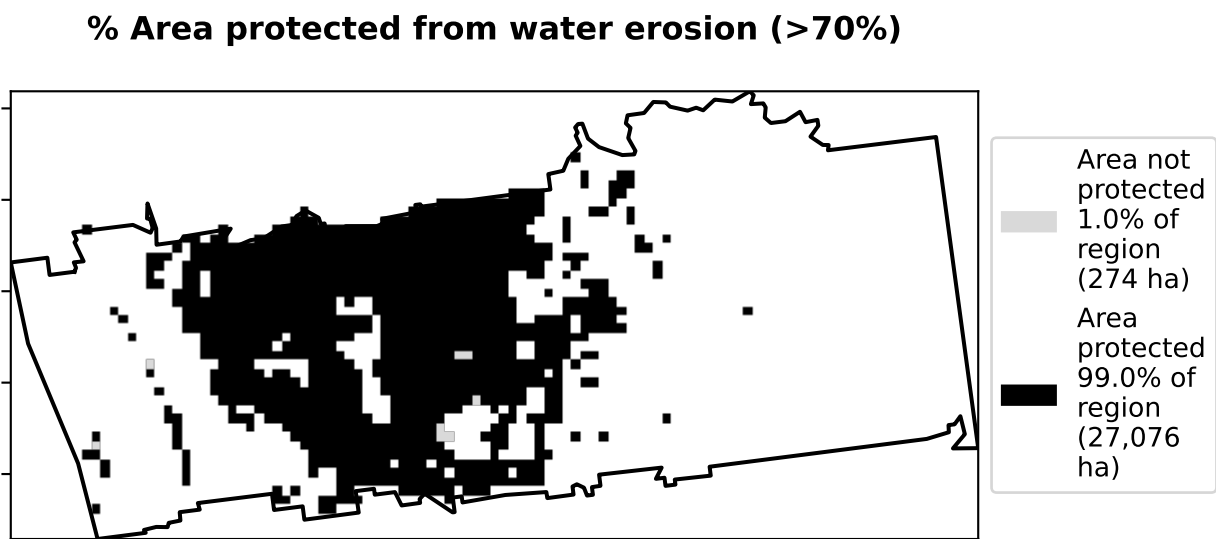 % Area protected from water erosion (>70%)
Area not
protected
1.0% of
region
(274 ha)
Area
protected
99.0% of
region
(27,076
ha)